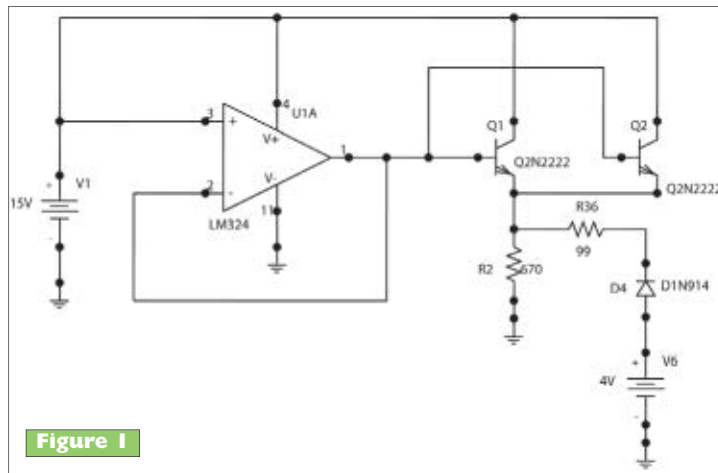 3
4
U1A
+
V+
1
Q1
Q2
+
V1
15V
-
2
-
V-
11
LM324
Q2N2222
Q2N2222
R36
99
R2
670
D4
D1N914
+
V6
4V
-
Figure 1